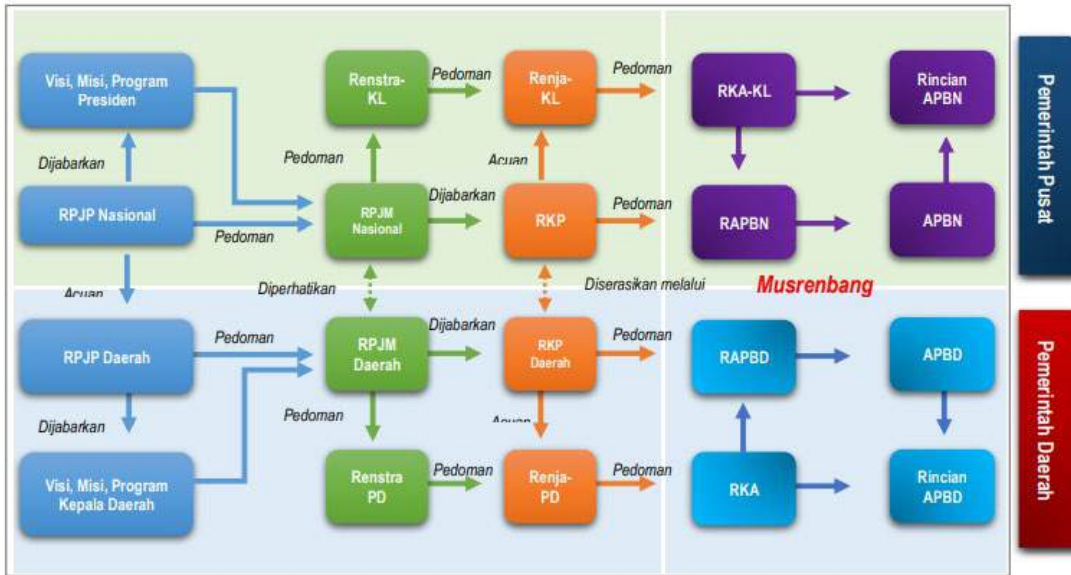 Visi, Misi, Program
Presiden
Renstra-
KL
Pedoman
Renja-
KL
Pedoman
RKA-KL
Rincian
APBN
Dijabarkan
Pedoman
Acuan
RPJP Nasional
Pedoman
RPJM
Nasional
Dijabarkan
RKP
Pedoman
RAPBN
APBN
Pemerintah Pusat
Acuan
Diperhatikan
Diserasikan melalui
Musrenbang
RPJP Daerah
Pedoman
RPJM
Daerah
Dijabarkan
RKP
Daerah
Pedoman
RAPBD
APBD
Dijabarkan
Pedoman
Acuan
Visi, Misi, Program
Kepala Daerah
Renstra
PD
Pedoman
Renja-
PD
Pedoman
RKA
Rincian
APBD
Pemerintah Daerah